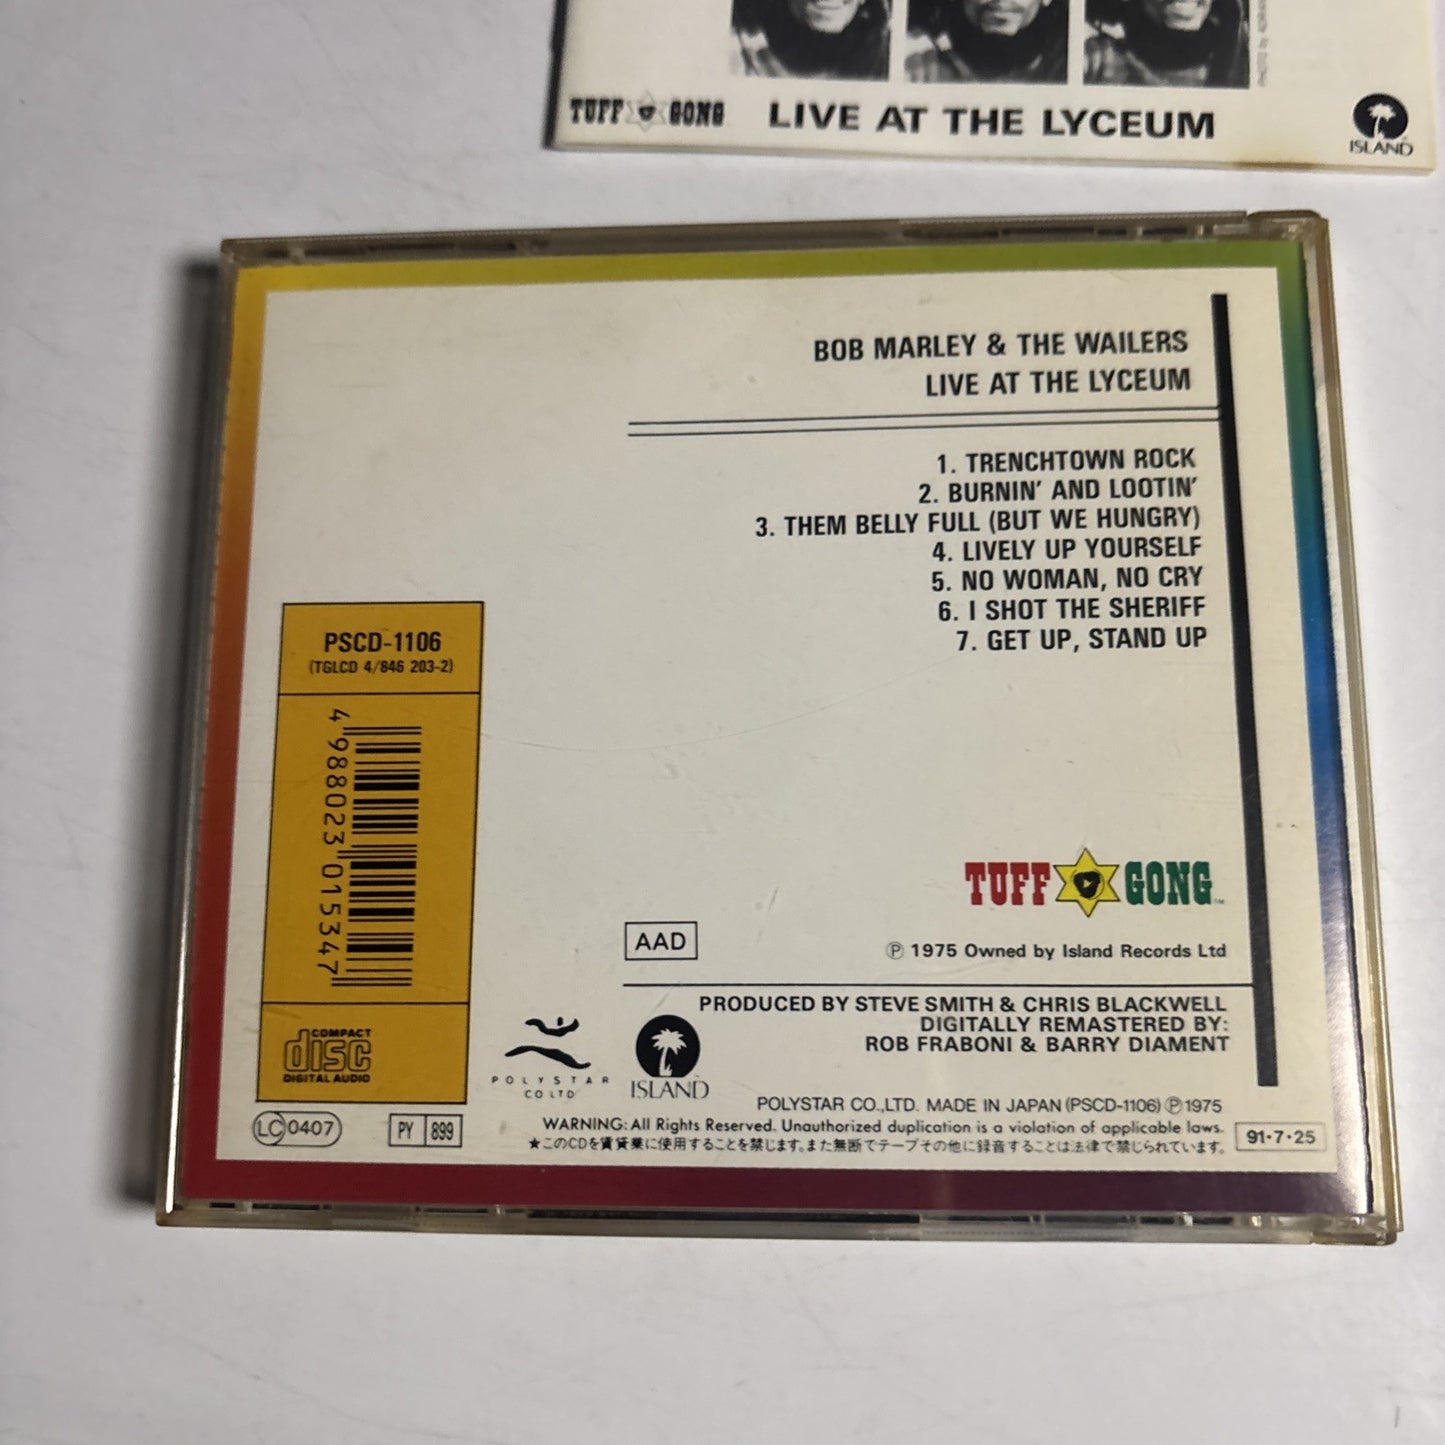 TUFF GONG
LIVE AT THE LYCEUM
ISLAND
BOB MARLEY & THE WAILERS
LIVE AT THE LYCEUM
1. TRENCHTOWN ROCK
2. BURNIN' AND LOOTIN'
3. THEM BELLY FULL (BUT WE HUNGRY)
4. LIVELY UP YOURSELF
5. NO WOMAN, NO CRY
6. I SHOT THE SHERIFF
7. GET UP, STAND UP
PSCD-1106
(TGLCD 4/846 203-2)
4 988023 015347
COMPACT
disc
DIGITAL AUDIO
TUFF GONG™
AAD
Ⓟ 1975 Owned by Island Records Ltd
PRODUCED BY STEVE SMITH & CHRIS BLACKWELL
DIGITALLY REMASTERED BY:
ROB FRABONI & BARRY DIAMENT
POLYSTAR
CO LTD
ISLAND
POLYSTAR CO.,LTD. MADE IN JAPAN (PSCD-1106) Ⓟ 1975
LC 0407
PY 899
WARNING: All Rights Reserved. Unauthorized duplication is a violation of applicable laws.
★このCDを賃貸業に使用することを禁じます。また無断でテープその他に録音することは法律で禁じられています。
91·7·25